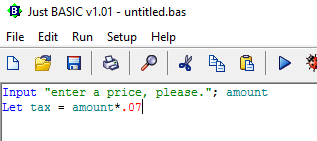 Just BASIC v1.01 - untitled.bas
File Edit Run Setup Help
Input "enter a price, please."; amount
Let tax = amount*.07